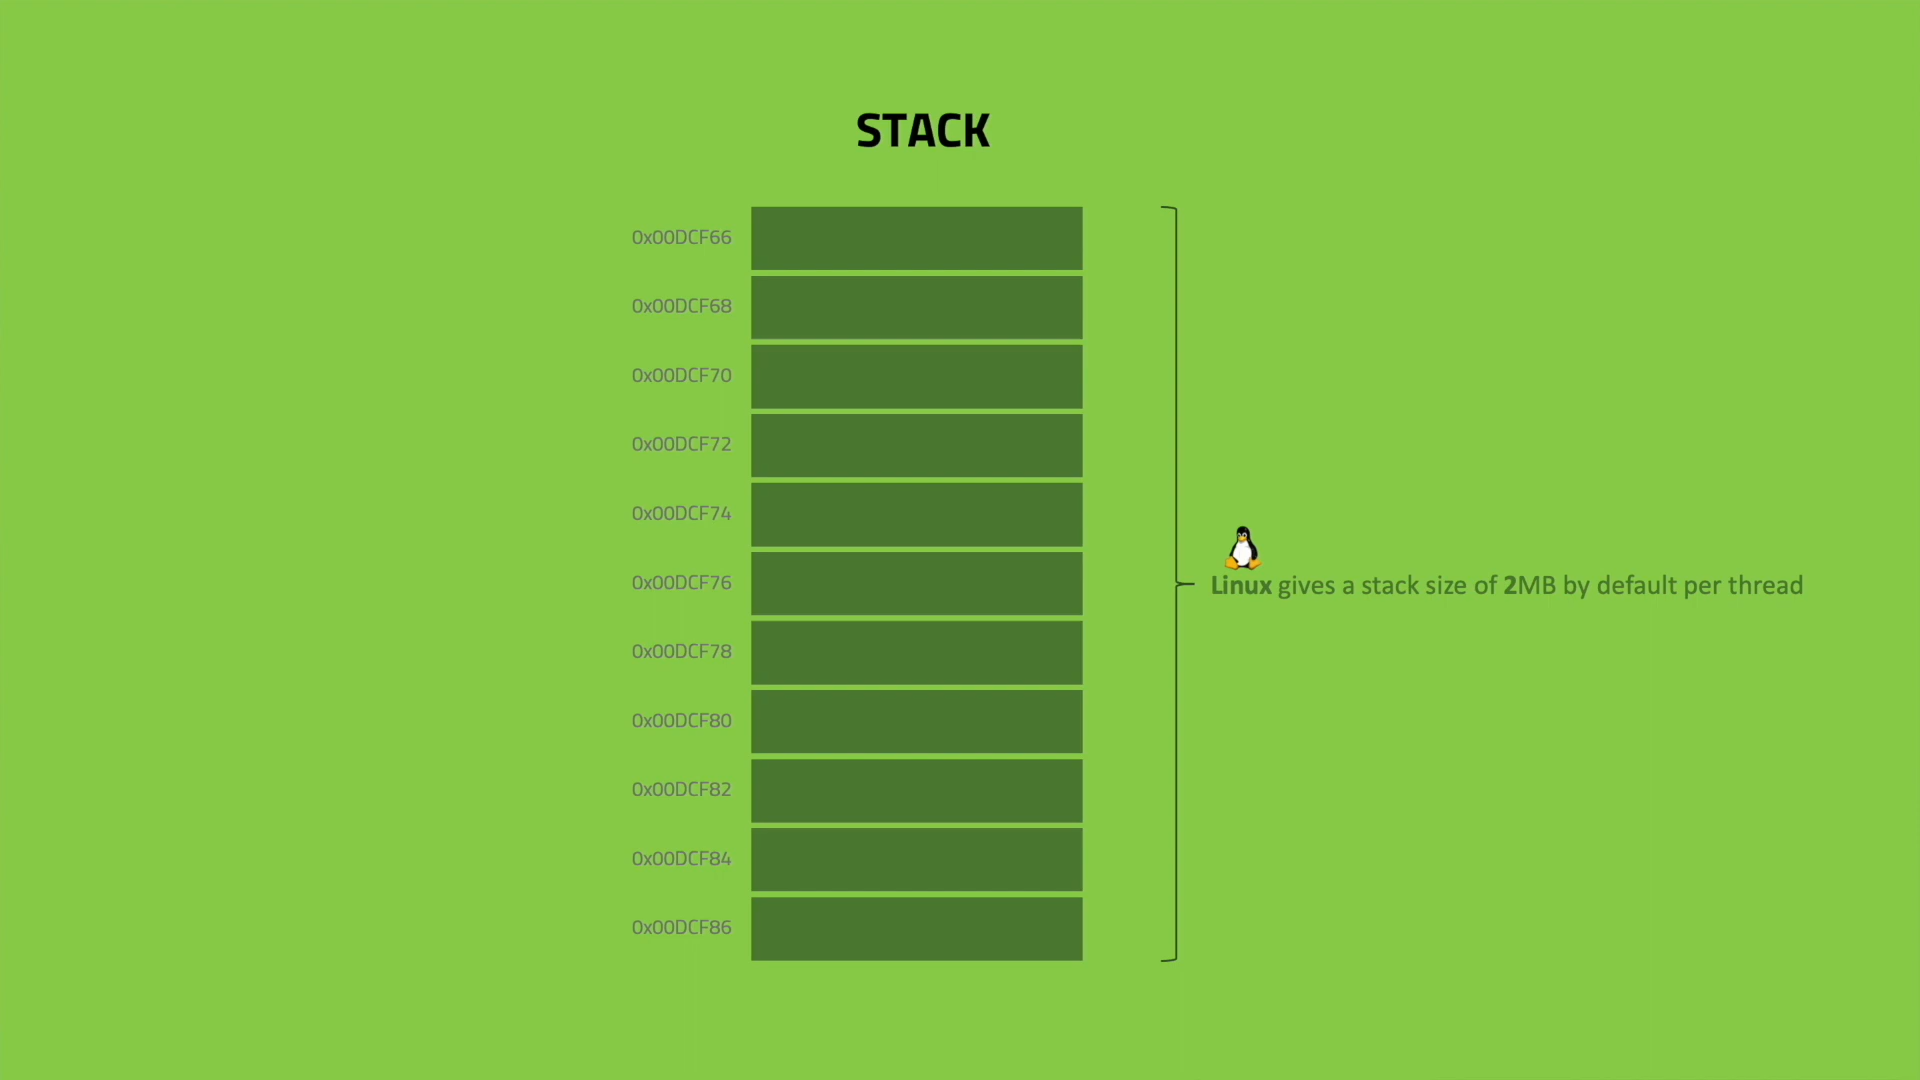 STACK
0x00DCF66
0x00DCF68
0x00DCF70
0x00DCF72
0x00DCF74
0x00DCF76
Linux gives a stack size of 2MB by default per thread
0x00DCF78
0x00DCF80
0x00DCF82
0x00DCF84
0x00DCF86